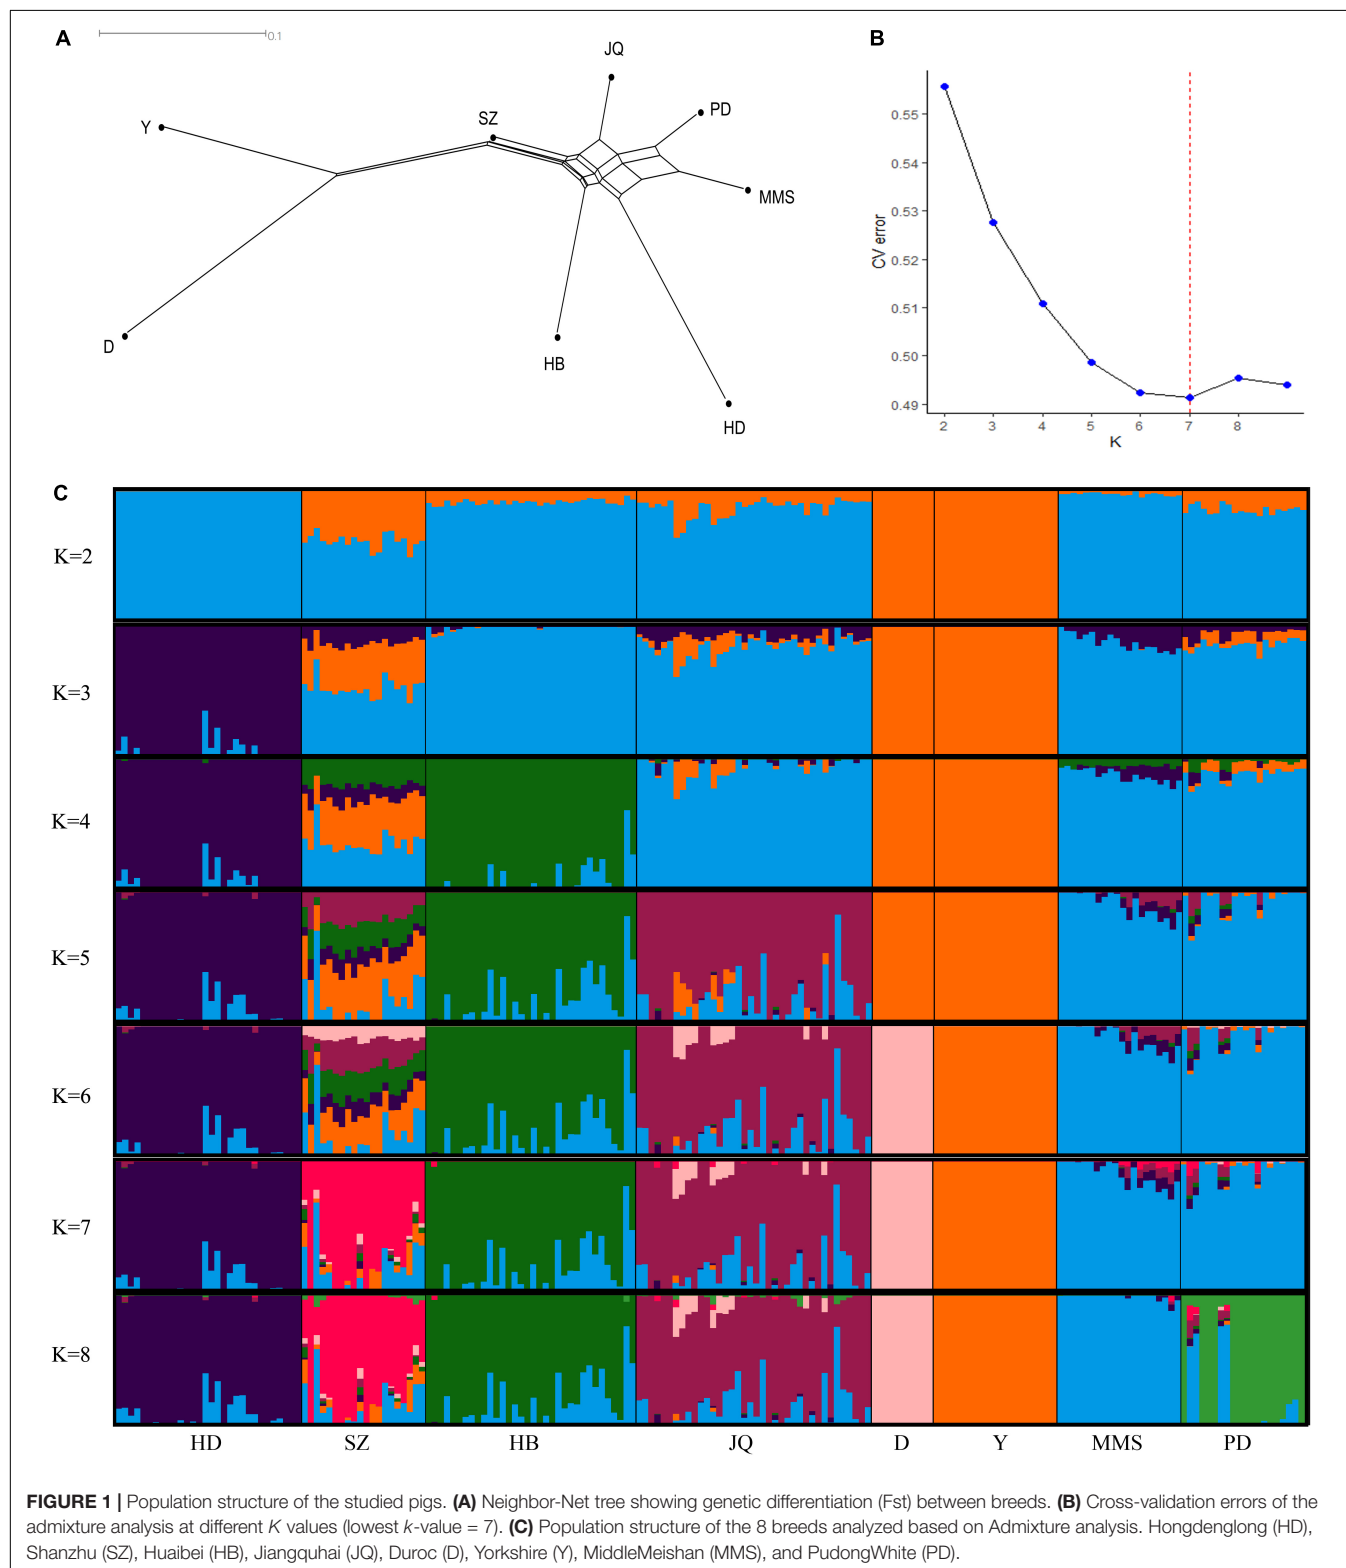 A
0.1
JQ
PD
SZ
Y
MMS
D
HB
HD
B
0.55
0.54
0.53
0.52
0.51
0.50
0.49
CV error
2 3 4 5 6 7 8
K
C
K=2
K=3
K=4
K=5
K=6
K=7
K=8
HD SZ HB JQ D Y MMS PD
FIGURE 1 | Population structure of the studied pigs. (A) Neighbor-Net tree showing genetic differentiation (Fst) between breeds. (B) Cross-validation errors of the
admixture analysis at different K values (lowest k-value = 7). (C) Population structure of the 8 breeds analyzed based on Admixture analysis. Hongdenglong (HD),
Shanzhu (SZ), Huaibei (HB), Jiangquhai (JQ), Duroc (D), Yorkshire (Y), MiddleMeishan (MMS), and PudongWhite (PD).